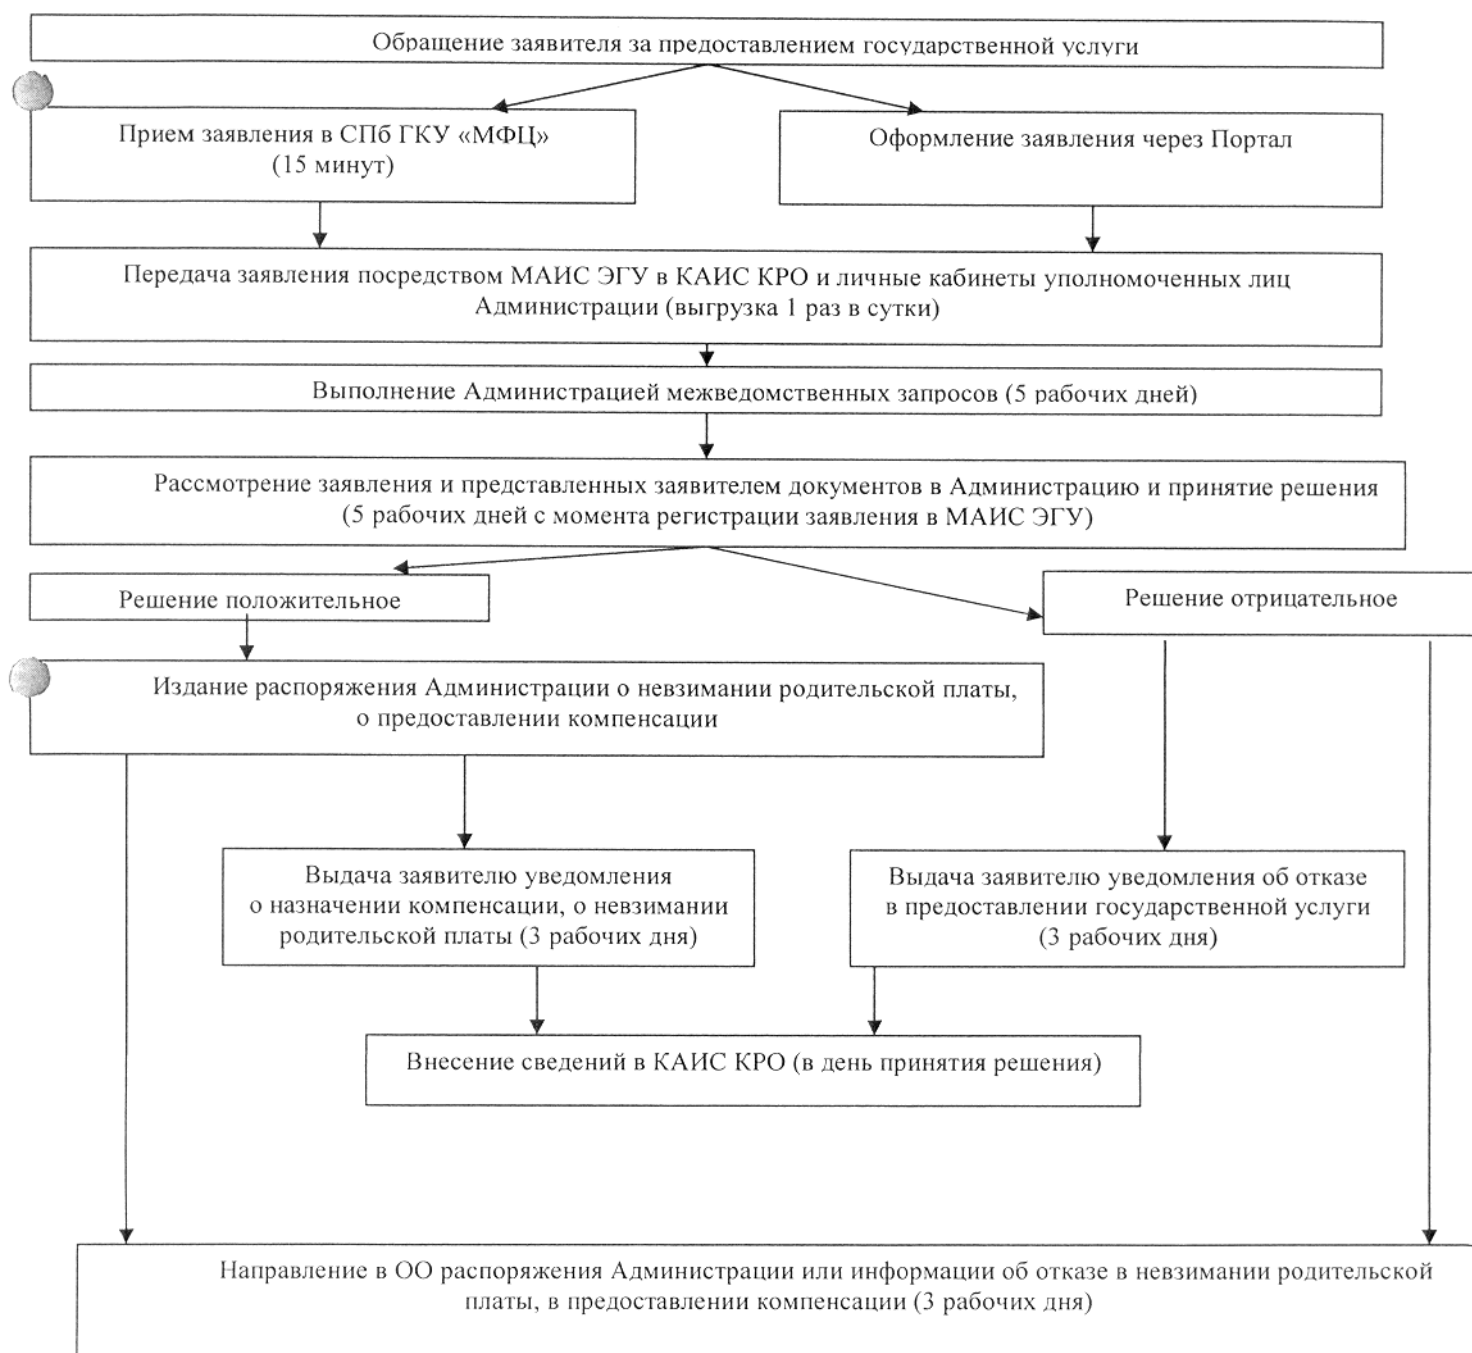 Обращение заявителя за предоставлением государственной услуги
Прием заявления в СПб ГКУ «МФЦ»
(15 минут)
Оформление заявления через Портал
Передача заявления посредством МАИС ЭГУ в КАИС КРО и личные кабинеты уполномоченных лиц
Администрации (выгрузка 1 раз в сутки)
Выполнение Администрацией межведомственных запросов (5 рабочих дней)
Рассмотрение заявления и представленных заявителем документов в Администрацию и принятие решения
(5 рабочих дней с момента регистрации заявления в МАИС ЭГУ)
Решение положительное
Решение отрицательное
Издание распоряжения Администрации о невзимании родительской платы,
о предоставлении компенсации
Выдача заявителю уведомления
о назначении компенсации, о невзимании
родительской платы (3 рабочих дня)
Выдача заявителю уведомления об отказе
в предоставлении государственной услуги
(3 рабочих дня)
Внесение сведений в КАИС КРО (в день принятия решения)
Направление в ОО распоряжения Администрации или информации об отказе в невзимании родительской
платы, в предоставлении компенсации (3 рабочих дня)